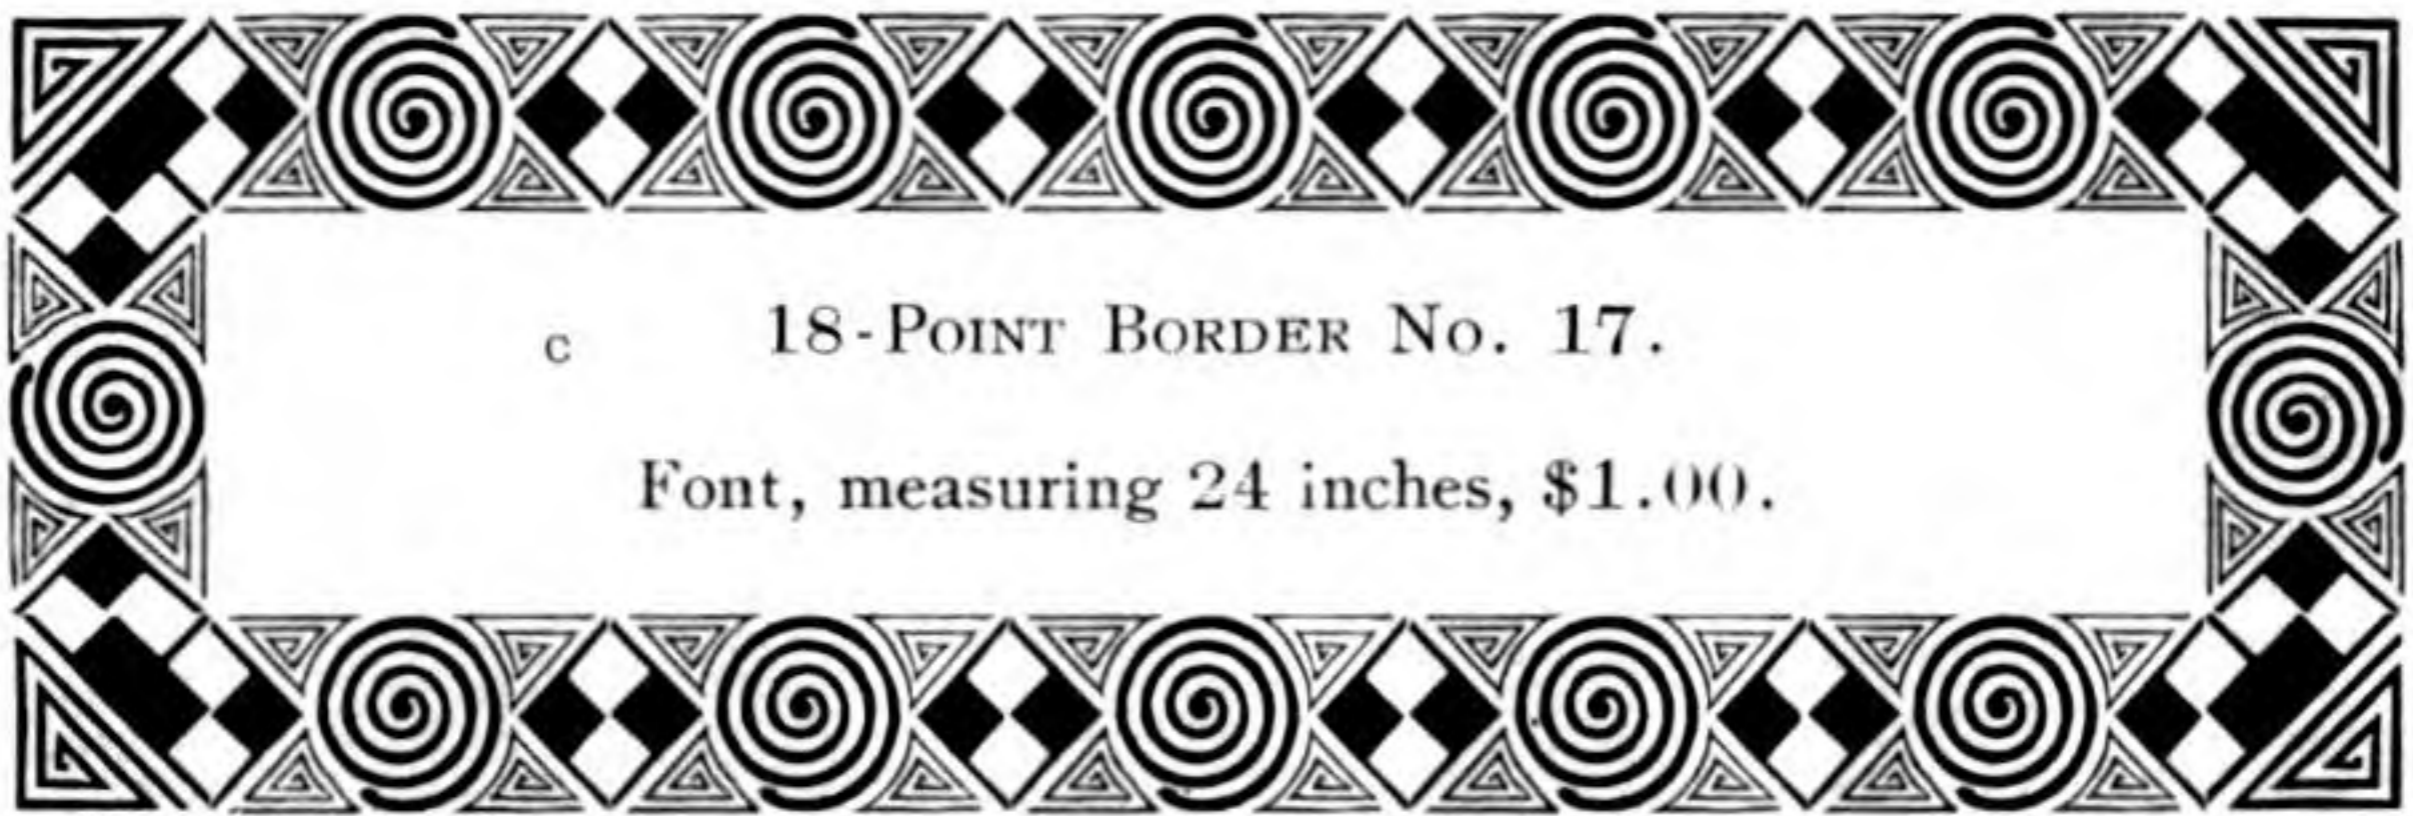 c 18-Point Border No. 17.
Font, measuring 24 inches, $1.00.